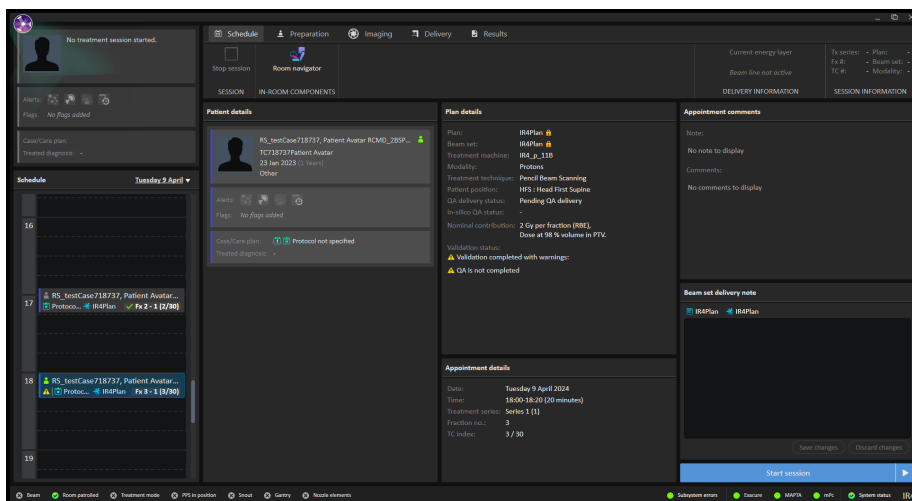 No treatment session started.
Alerts:
Flags: No flags added
Case/Care plan:
Treated diagnosis: -
Schedule
Tuesday 9 April
16
17
RS_testCase718737, Patient Avatar...
Protoco... IR4Plan Fx 2 - 1 (2/30)
18
RS_testCase718737, Patient Avatar...
Protoc... IR4Plan Fx 3 - 1 (3/30)
19
Schedule Preparation Imaging Delivery Results
Stop session
Room navigator
SESSION
IN-ROOM COMPONENTS
Current energy layer
Beam line not active
DELIVERY INFORMATION
Tx series: - Plan: -
Fx #: - Beam set: -
TC #: - Modality: -
SESSION INFORMATION
Patient details
RS_testCase718737, Patient Avatar RCMD_2BSP...
TC718737Patient Avatar
23 Jan 2023 (1 Years)
Other
Alerts:
Flags: No flags added
Case/Care plan: Protocol not specified
Treated diagnosis: -
Plan details
Plan: IR4Plan
Beam set: IR4Plan
Treatment machine: IR4_p_11B
Modality: Protons
Treatment technique: Pencil Beam Scanning
Patient position: HFS : Head First Supine
QA delivery status: Pending QA delivery
In-silico QA status: -
Nominal contribution: 2 Gy per fraction (RBE),
Dose at 98 % volume in PTV.
Validation status:
Validation completed with warnings:
QA is not completed
Appointment details
Date: Tuesday 9 April 2024
Time: 18:00-18:20 (20 minutes)
Treatment series: Series 1 (1)
Fraction no.: 3
TC index: 3 / 30
Appointment comments
Note:
No note to display
Comments:
No comments to display
Beam set delivery note
IR4Plan IR4Plan
Save changes Discard changes
Start session
Beam Room patrolled Treatment mode PPS in position Snout Gantry Nozzle elements
Subsystem errors Exacure MAPTA mPc System status